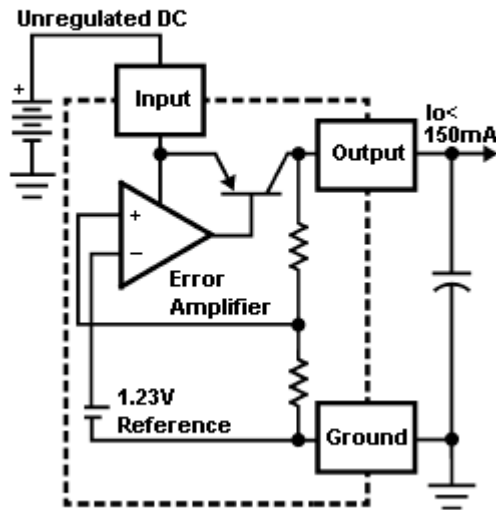 Unregulated DC
+
Input
Io<
150mA
Output
+
−
Error
Amplifier
1.23V
Reference
Ground